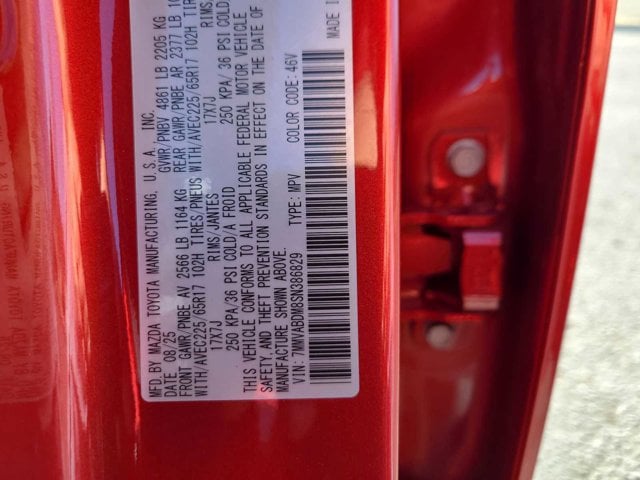 MFD. BY MAZDA TOYOTA MANUFACTURING, U.S.A., INC.
DATE 08/25 GVWR/PNBV 4861 LB 2205 KG
FRONT GAWR/PNBE AV 2566 LB 1164 KG REAR GAWR/PNBE AR 2377 LB
WITH/AVEC225/65R17 102H TIRES/PNEUS WITH/AVEC225/65R17 102H TIRE
17X7J RIMS/JANTES 17X7J RIMS/
250 KPA/36 PSI COLD/A FROID 250 KPA/36 PSI COLD
THIS VEHICLE CONFORMS TO ALL APPLICABLE FEDERAL MOTOR VEHICLE
SAFETY, AND THEFT PREVENTION STANDARDS IN EFFECT ON THE DATE OF
MANUFACTURE SHOWN ABOVE.
VIN: 7MMVABDM8SN386829 TYPE: MPV COLOR CODE: 46V
MADE I